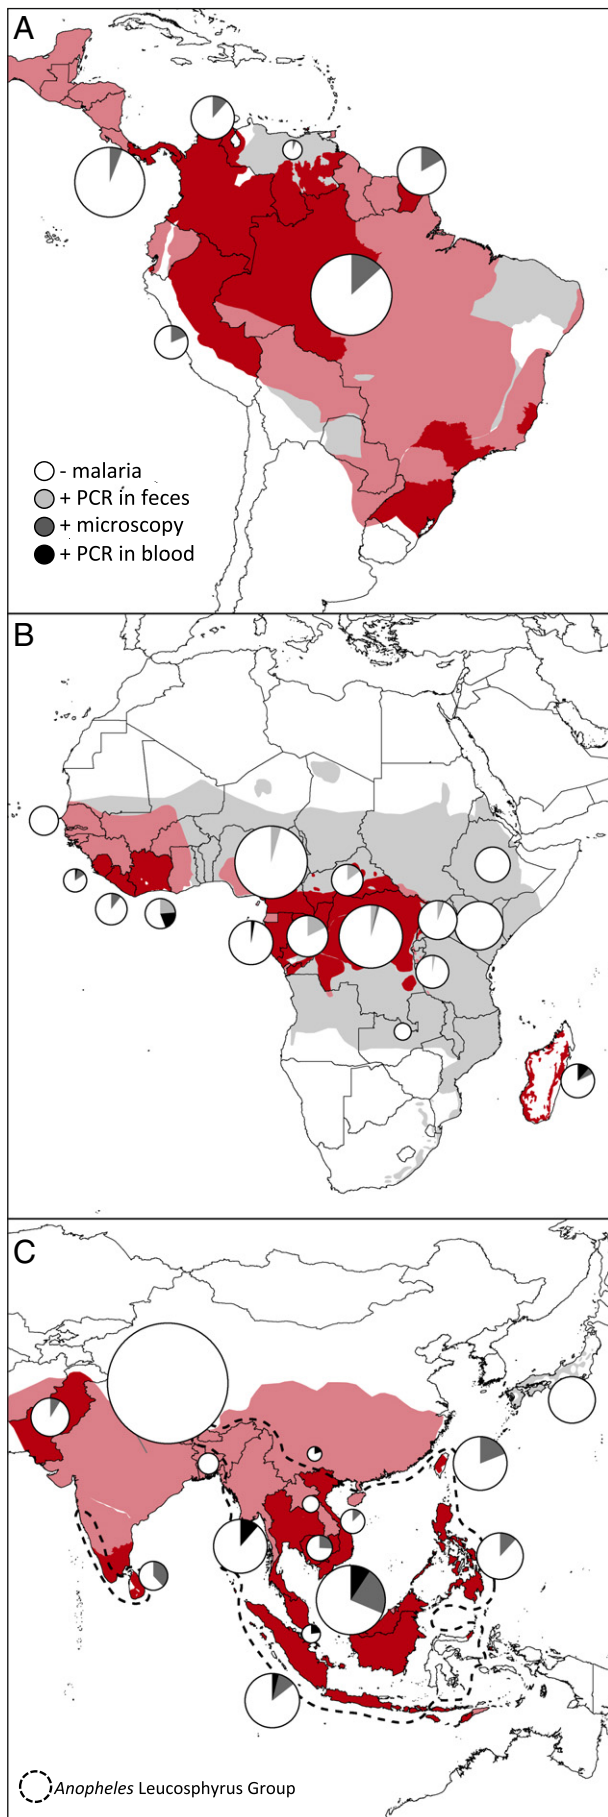 A
- malaria
+ PCR in feces
+ microscopy
+ PCR in blood
B
C
Anopheles Leucosphyrus Group